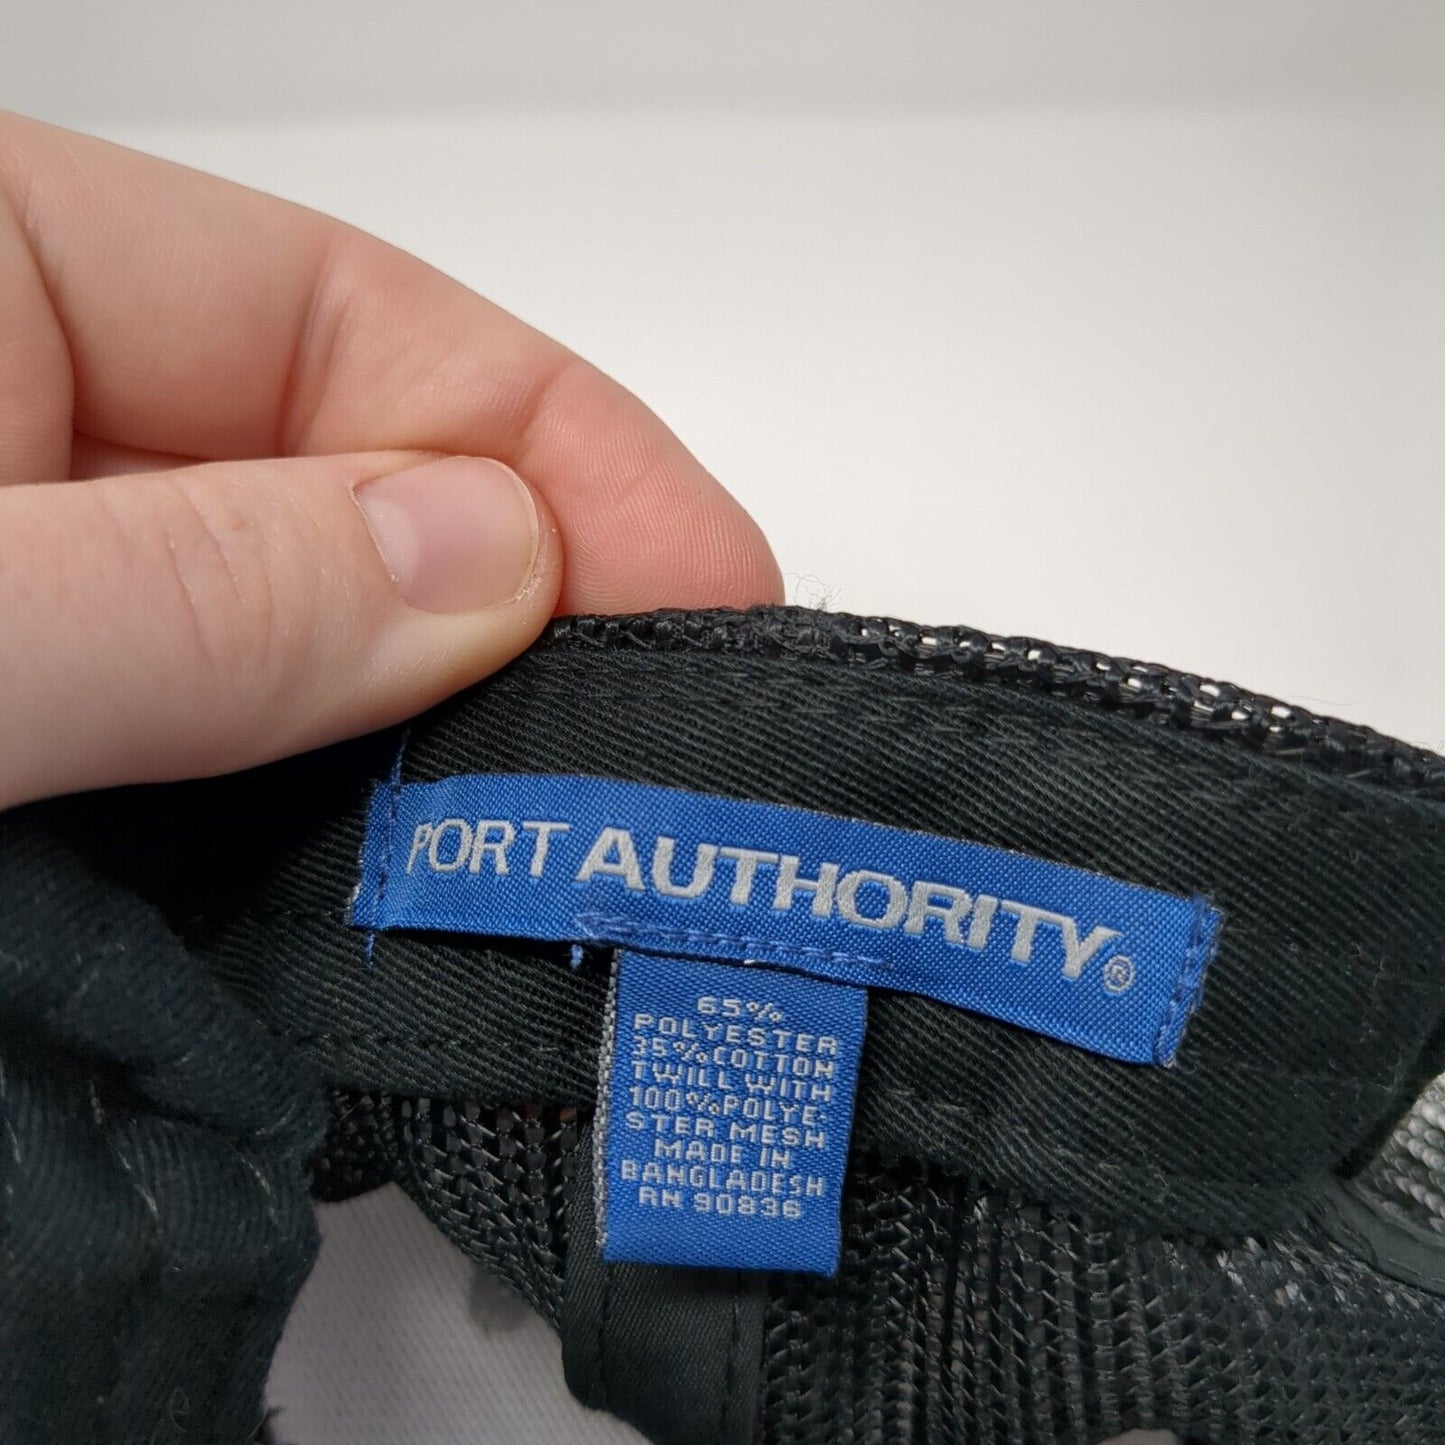 PORT AUTHORITY®
65%
POLYESTER
35% COTTON
TWILL WITH
100% POLYE-
STER MESH
MADE IN
BANGLADESH
RN 90836